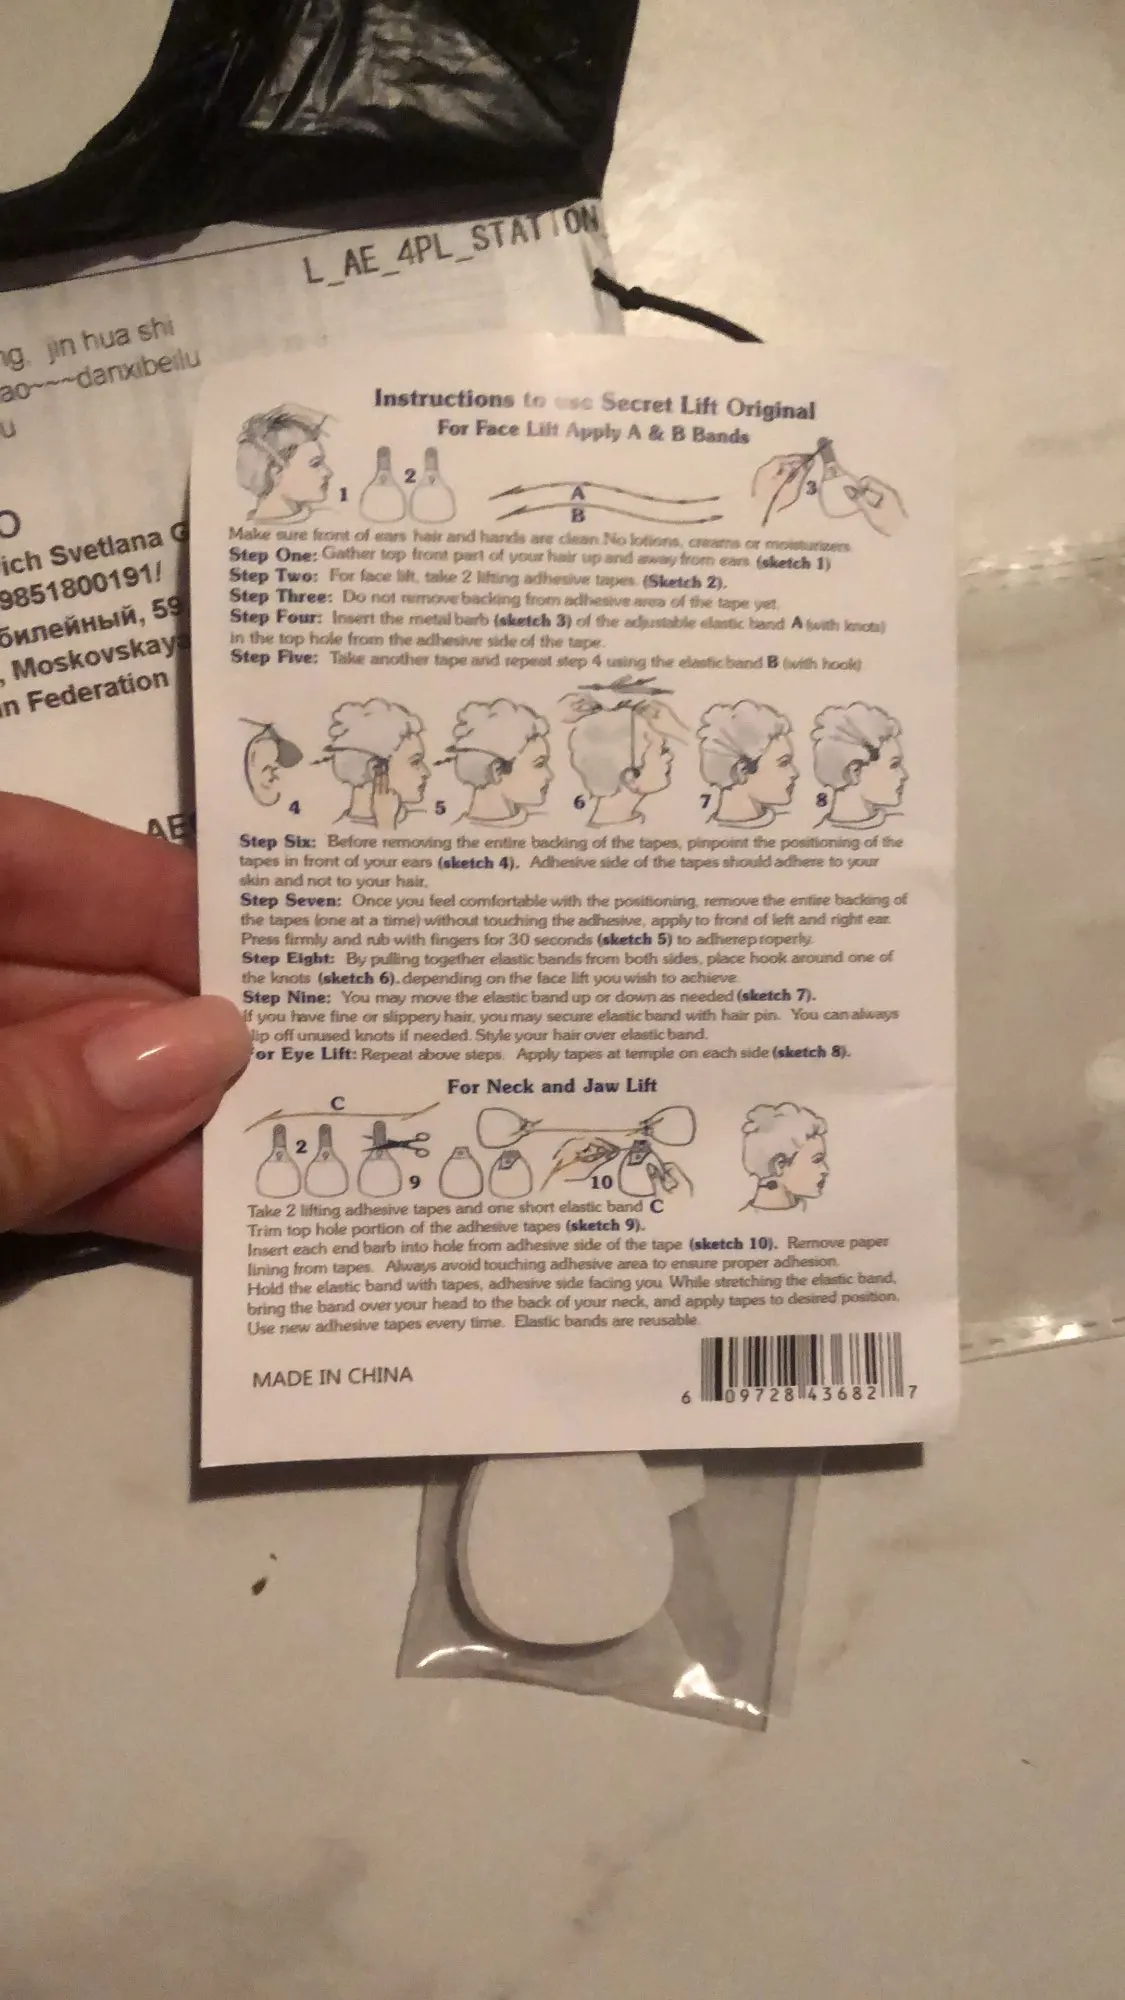 L_AE_4PL_STATION
ng, jin hua shi
ao~~~danxibeilu
u
O
ich Svetlana G
9851800191/
билейный, 59
, Moskovskaya
n Federation
AE
Instructions to use Secret Lift Original
For Face Lift Apply A & B Bands
1
2
A
B
3
Make sure front of ears hair and hands are clean. No lotions, creams or moisturizers
Step One: Gather top front part of your hair up and away from ears (sketch 1)
Step Two: For face lift, take 2 lifting adhesive tapes. (Sketch 2).
Step Three: Do not remove backing from adhesive area of the tape yet.
Step Four: Insert the metal barb (sketch 3) of the adjustable elastic band A (with knots)
in the top hole from the adhesive side of the tape.
Step Five: Take another tape and repeat step 4 using the elastic band B (with hook)
4
5
6
7
8
Step Six: Before removing the entire backing of the tapes, pinpoint the positioning of the
tapes in front of your ears (sketch 4). Adhesive side of the tapes should adhere to your
skin and not to your hair.
Step Seven: Once you feel comfortable with the positioning, remove the entire backing of
the tapes (one at a time) without touching the adhesive, apply to front of left and right ear.
Press firmly and rub with fingers for 30 seconds (sketch 5) to adherep roperly.
Step Eight: By pulling together elastic bands from both sides, place hook around one of
the knots (sketch 6). depending on the face lift you wish to achieve.
Step Nine: You may move the elastic band up or down as needed (sketch 7).
If you have fine or slippery hair, you may secure elastic band with hair pin. You can always
lip off unused knots if needed. Style your hair over elastic band.
or Eye Lift: Repeat above steps. Apply tapes at temple on each side (sketch 8).
For Neck and Jaw Lift
C
2
9
10
Take 2 lifting adhesive tapes and one short elastic band C
Trim top hole portion of the adhesive tapes (sketch 9).
Insert each end barb into hole from adhesive side of the tape (sketch 10). Remove paper
lining from tapes. Always avoid touching adhesive area to ensure proper adhesion.
Hold the elastic band with tapes, adhesive side facing you. While stretching the elastic band,
bring the band over your head to the back of your neck, and apply tapes to desired position.
Use new adhesive tapes every time. Elastic bands are reusable.
MADE IN CHINA
6 09728 43682 7